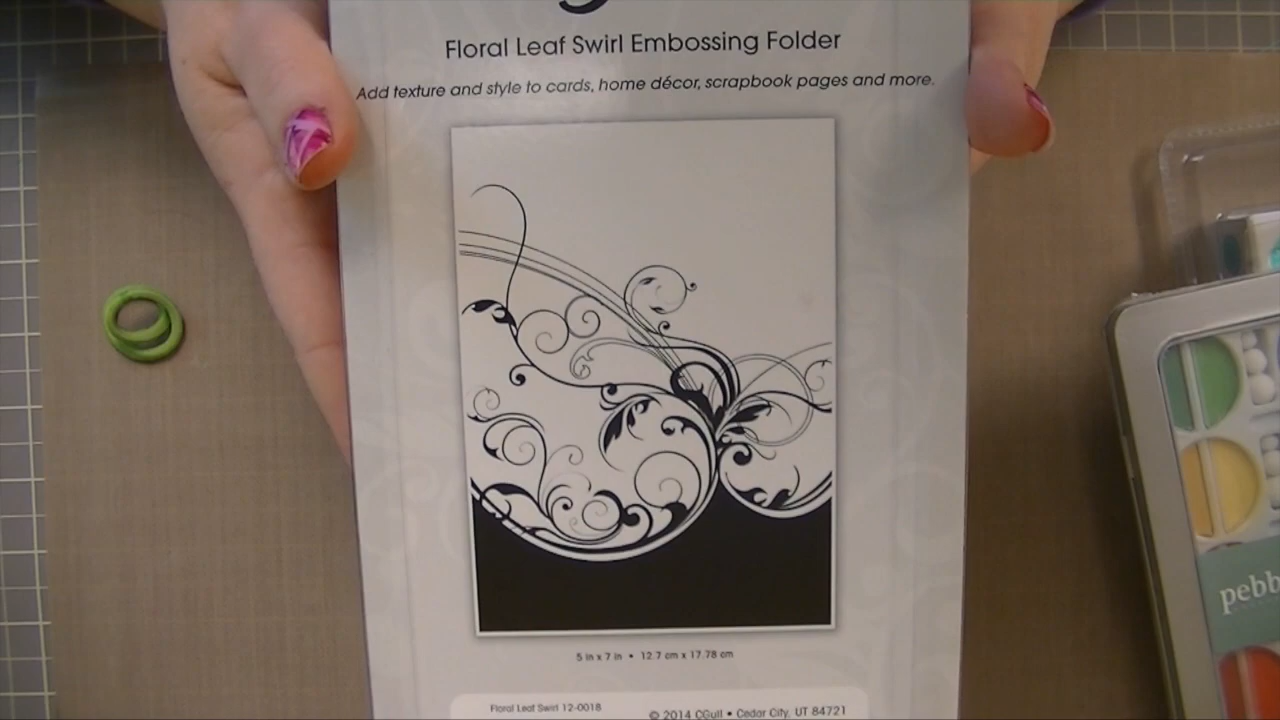 Floral Leaf Swirl Embossing Folder
Add texture and style to cards, home décor, scrapbook pages and more.
5 in x 7 in • 12.7 cm x 17.78 cm
Floral Leaf Swirl 12-0018
© 2014 CGull • Cedar City, UT 84721
pebb